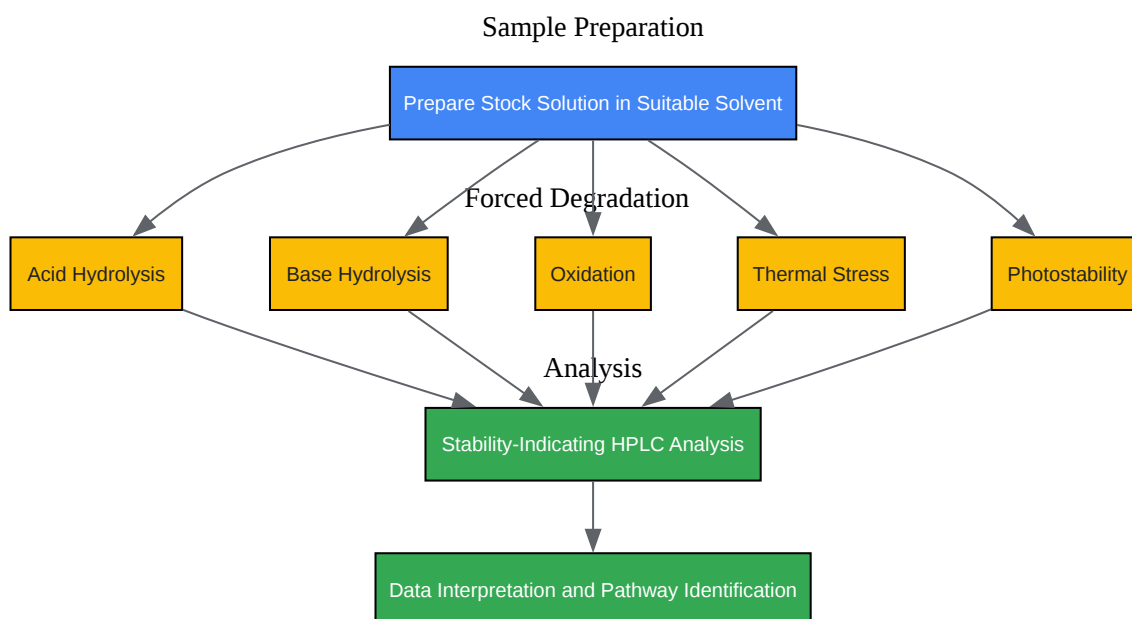 Sample Preparation
Prepare Stock Solution in Suitable Solvent
Forced Degradation
Acid Hydrolysis
Base Hydrolysis
Oxidation
Thermal Stress
Photostability
Analysis
Stability-Indicating HPLC Analysis
Data Interpretation and Pathway Identification